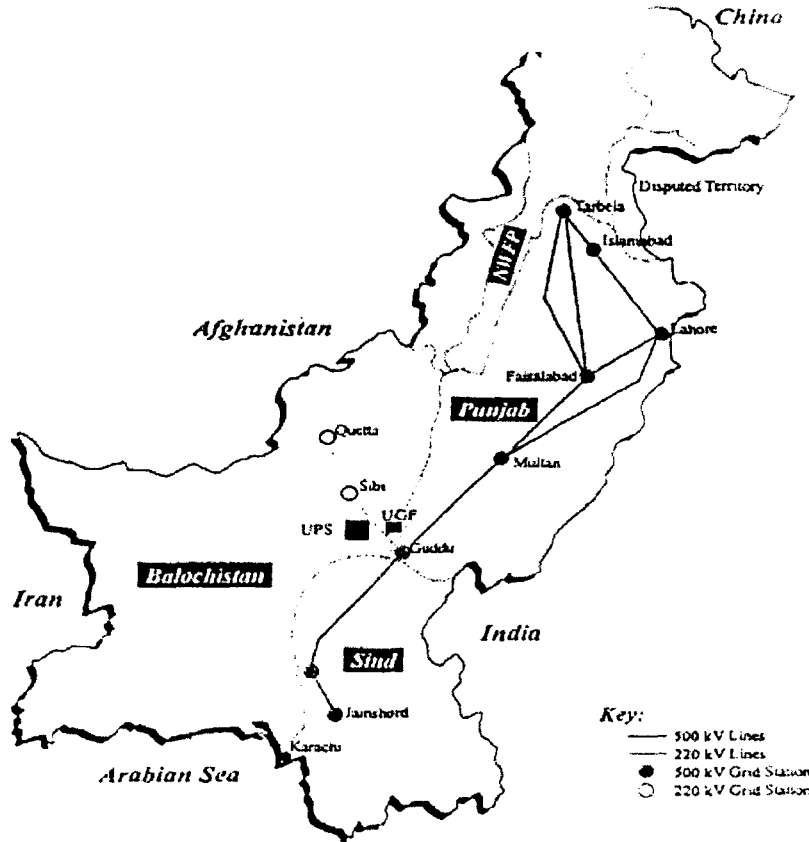 China
Disputed Territory
Tarbela
Islamabad
NWFP
Afghanistan
Lahore
Faisalabad
Punjab
Quetta
Multan
Sibi
UPS
UGF
Guddu
Balochistan
Iran
India
Sind
Jamshord
Karachi
Arabian Sea
Key:
500 kV Lines
220 kV Lines
500 kV Grid Station
220 kV Grid Station